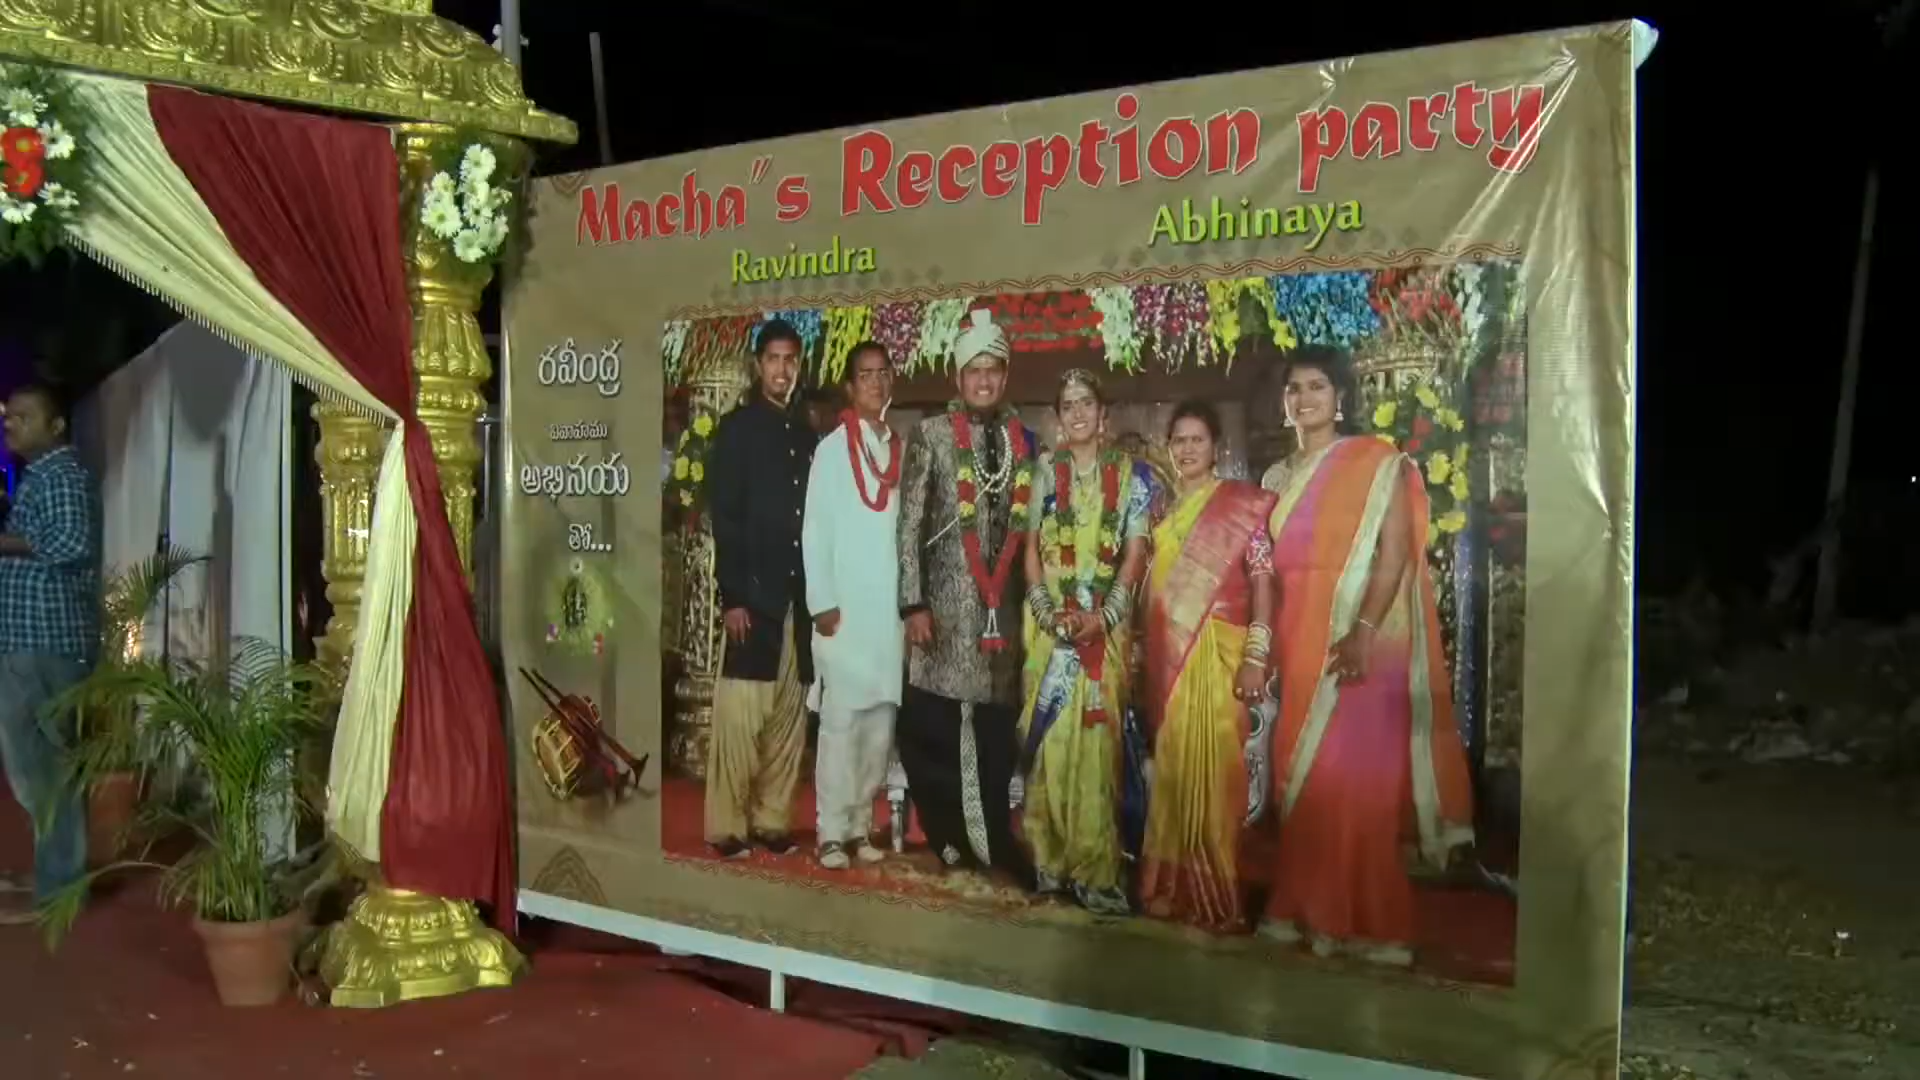 Macha"s Reception party
Ravindra
Abhinaya
రవీంద్ర
వివాహము
అభినయ
తో...